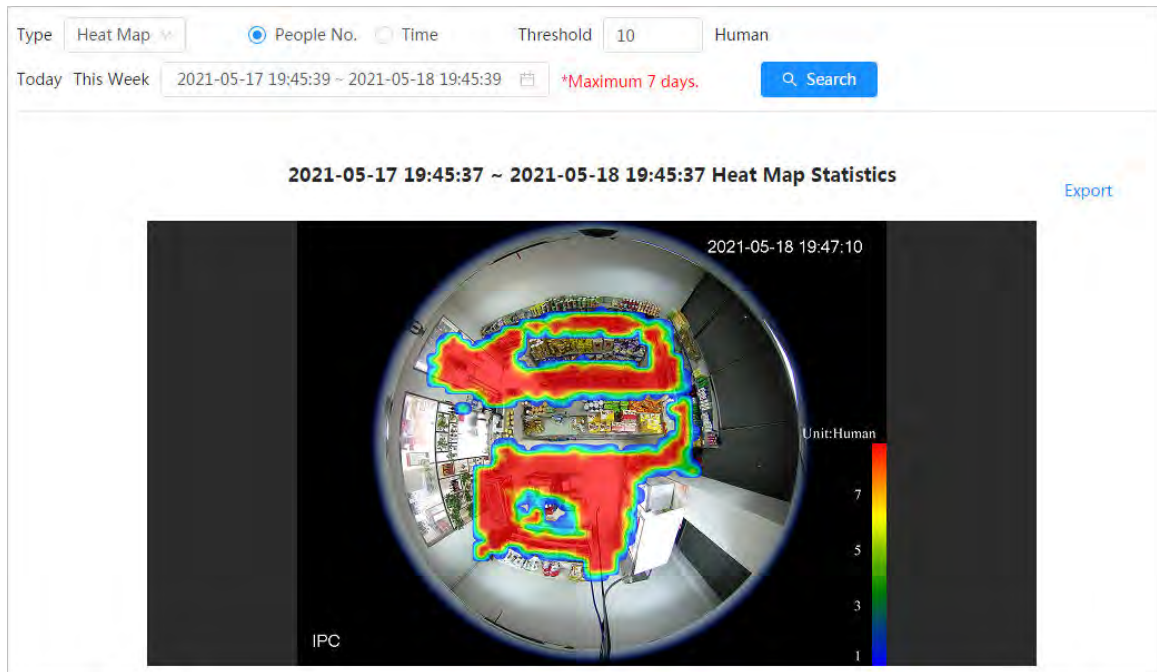 Type Heat Map People No. Time Threshold 10 Human
Today This Week 2021-05-17 19:45:39 ~ 2021-05-18 19:45:39 *Maximum 7 days. Search
2021-05-17 19:45:37 ~ 2021-05-18 19:45:37 Heat Map Statistics
Export
2021-05-18 19:47:10
Unit:Human
7
5
3
1
IPC